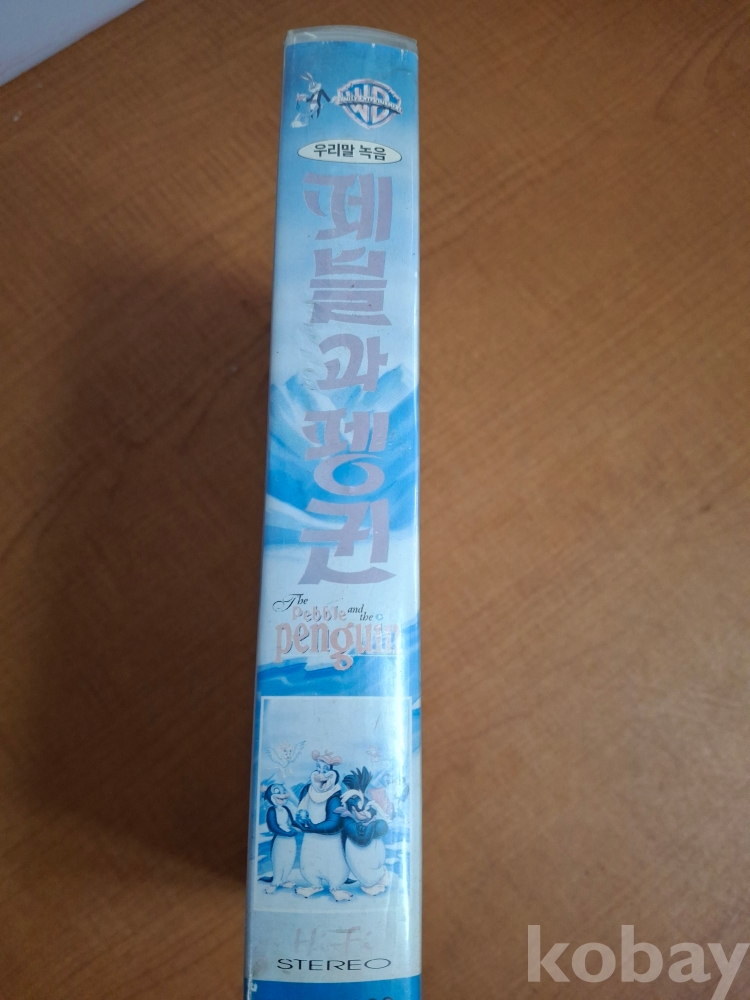 우리말 녹음
페블과펭귄
The
Pebble and the
penguin
Hi-Fi
STEREO
kobay